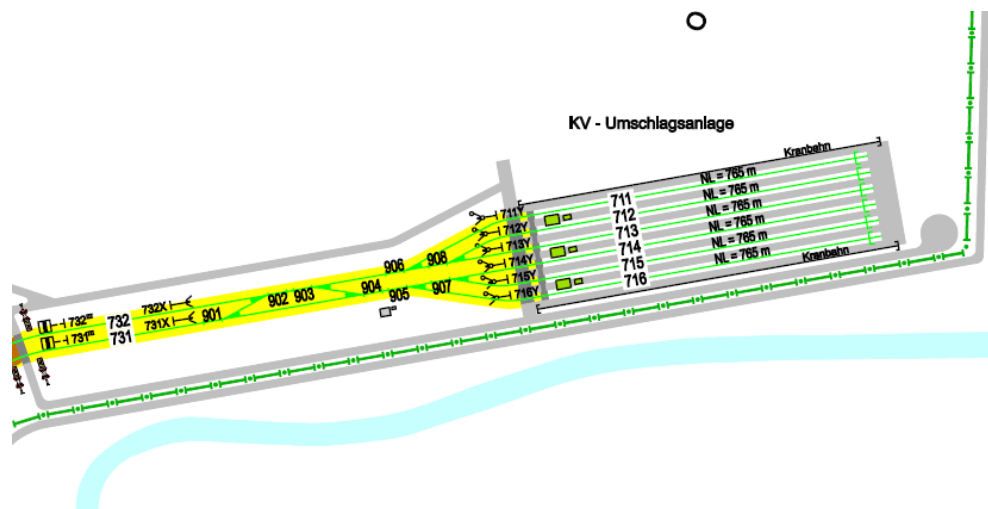 O
KV - Umschlagsanlage
Kranbahn
NL = 765 m
NL = 765 m
NL = 765 m
NL = 765 m
NL = 765 m
NL = 765 m
711
712
713
714
715
716
Kranbahn
711Y
712Y
713Y
714Y
715Y
716Y
906
908
902 903
904
905
907
901
732X
731X
732
731
732
731